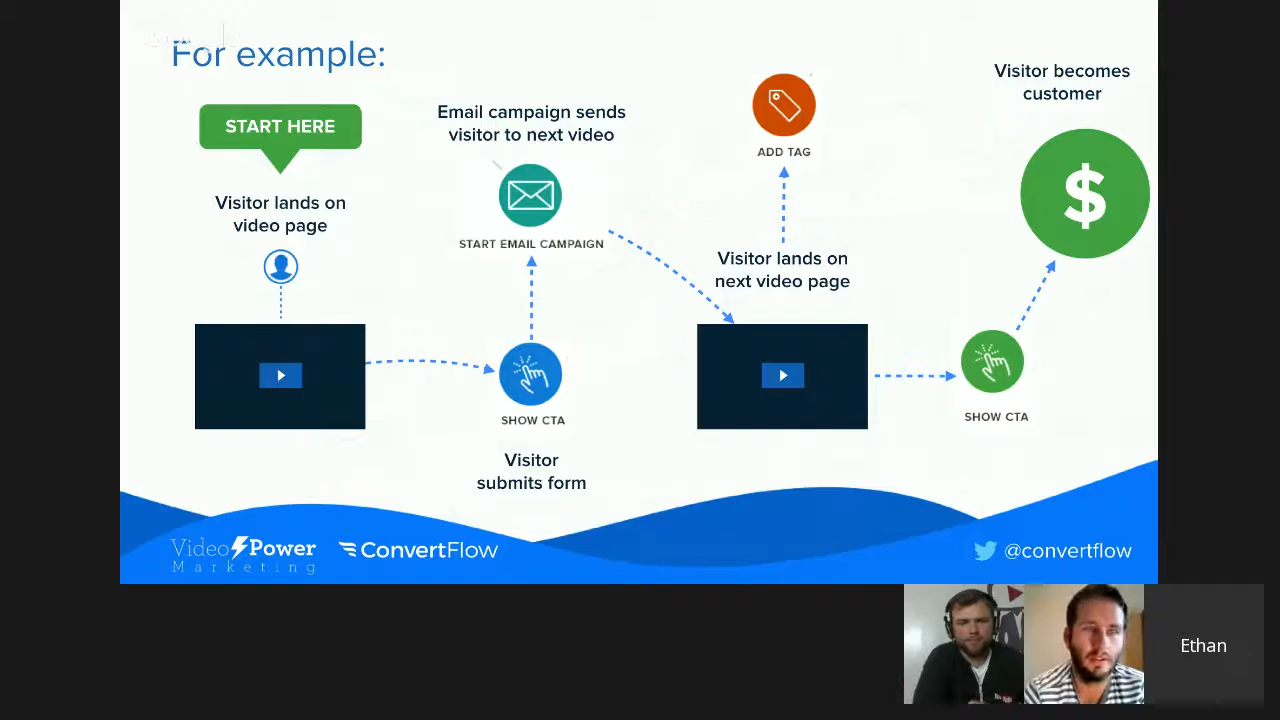 For example:
START HERE
Visitor lands on
video page
Email campaign sends
visitor to next video
START EMAIL CAMPAIGN
SHOW CTA
Visitor
submits form
ADD TAG
Visitor lands on
next video page
SHOW CTA
Visitor becomes
customer
$
Video Power
Marketing
ConvertFlow
@convertflow
Ethan